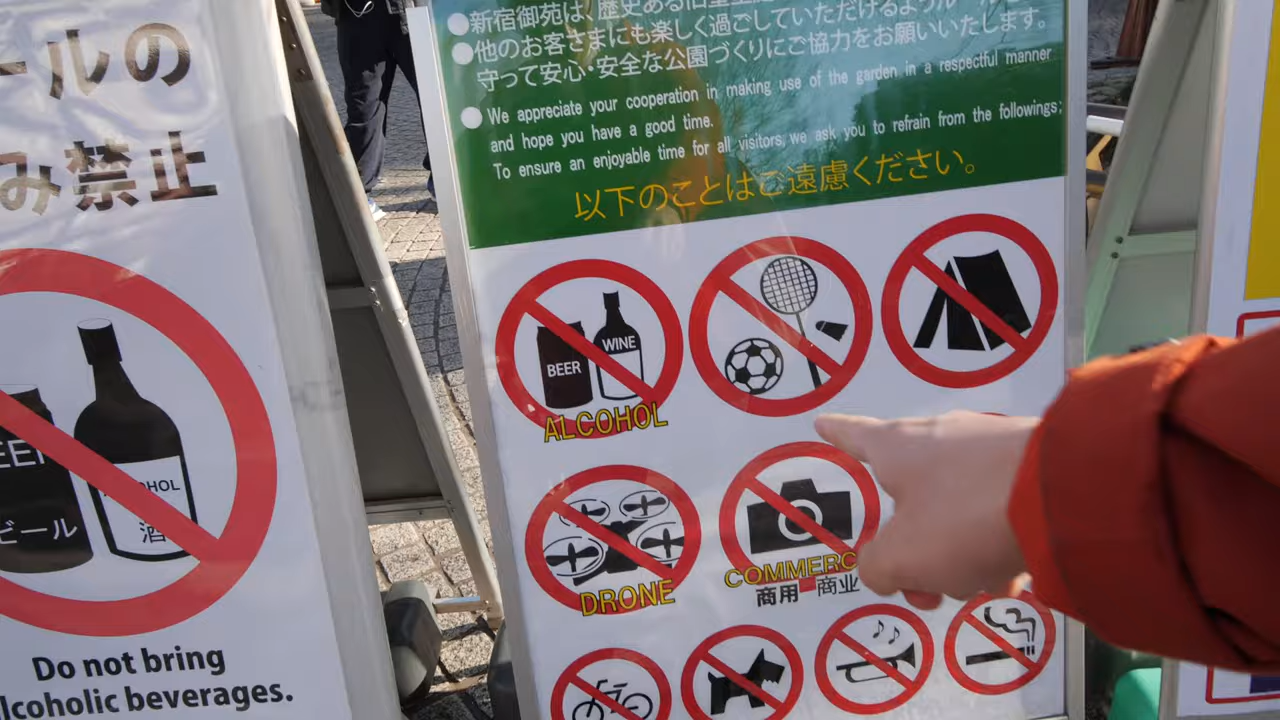 ールの
み禁止
ビール
酒
Do not bring
lcoholic beverages.
●新宿御苑は、歴史ある
●他のお客さまにも楽しく過ごしていただけるよう
守って安心・安全な公園づくりにご協力をお願いいたします。
●We appreciate your cooperation in making use of the garden in a respectful manner
and hope you have a good time.
To ensure an enjoyable time for all visitors, we ask you to refrain from the followings;
以下のことはご遠慮ください。
BEER
WINE
ALCOHOL
DRONE
COMMERC
商用 商业